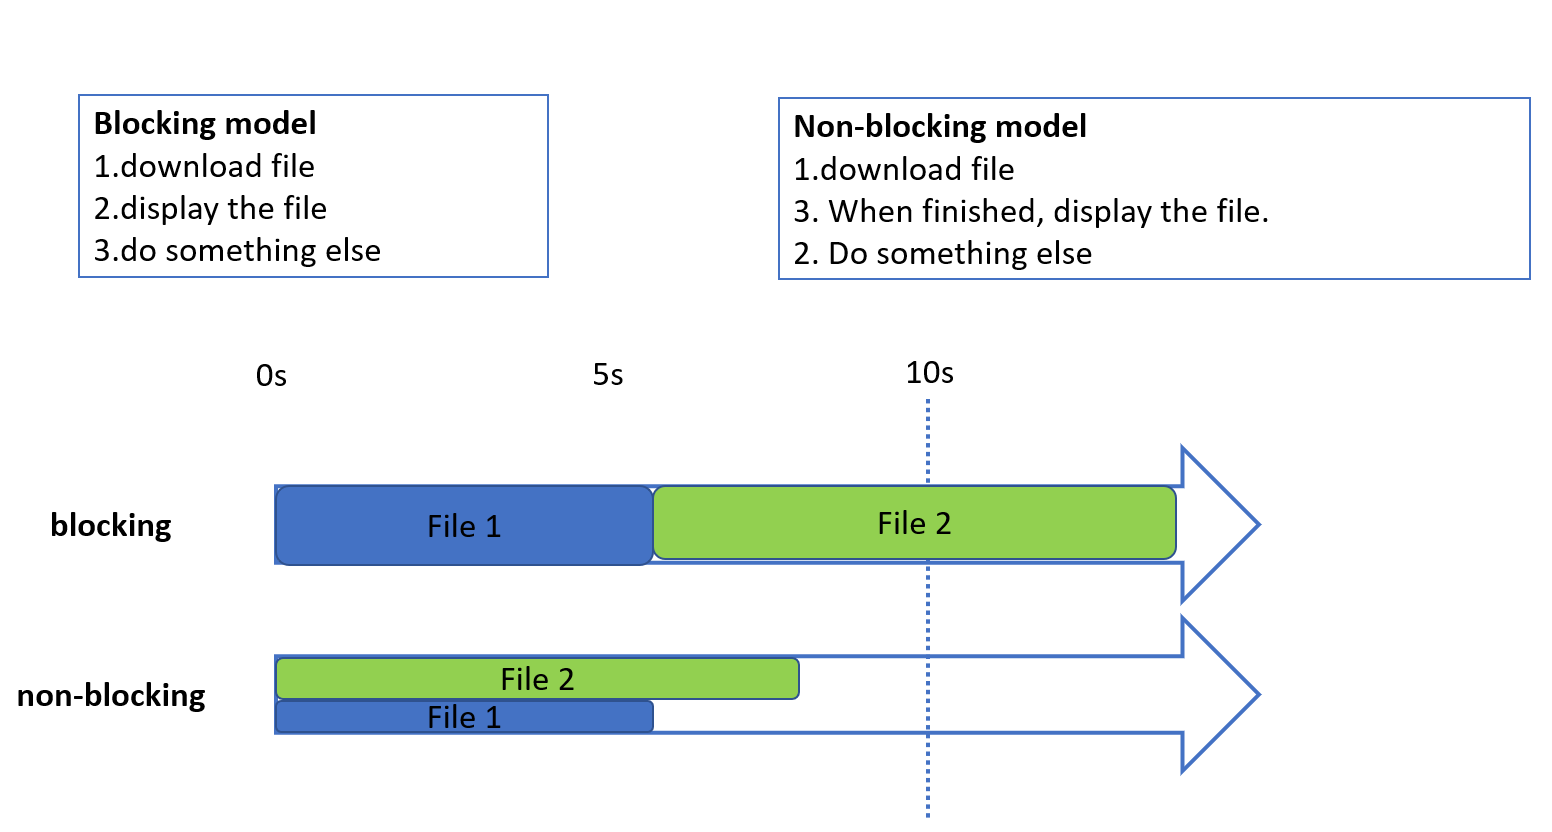 Blocking model
1.download file
2.display the file
3.do something else
Non-blocking model
1.download file
3. When finished, display the file.
2. Do something else
0s
5s
10s
blocking
File 1
File 2
non-blocking
File 2
File 1